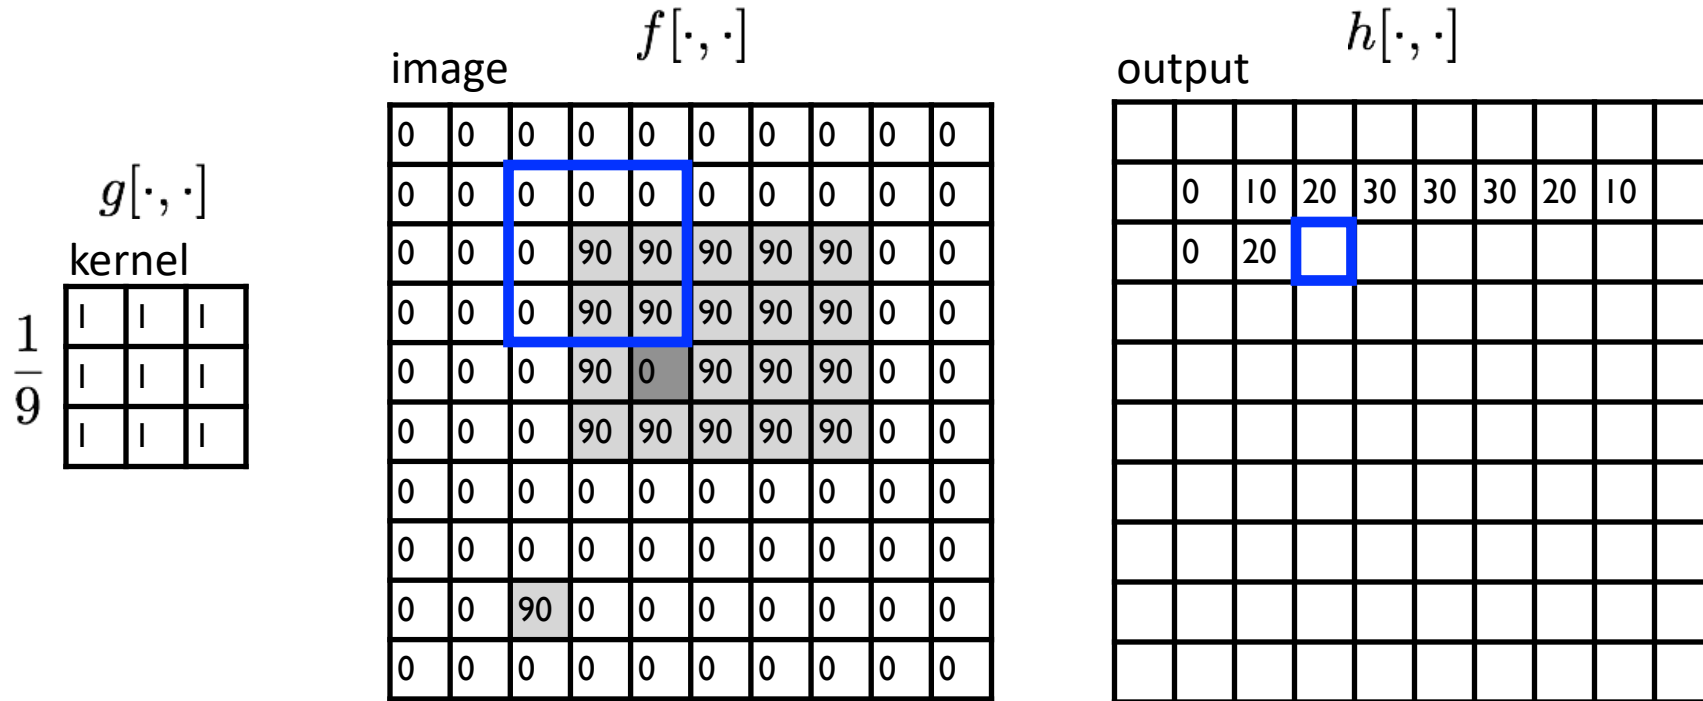 f[·, ·]
h[·, ·]
image
output
g[·, ·]
kernel
1/9
1 1 1
1 1 1
1 1 1
0 0 0 0 0 0 0 0 0 0
0 0 0 0 0 0 0 0 0 0
0 0 0 90 90 90 90 90 0 0
0 0 0 90 90 90 90 90 0 0
0 0 0 90 0 90 90 90 0 0
0 0 0 90 90 90 90 90 0 0
0 0 0 0 0 0 0 0 0 0
0 0 0 0 0 0 0 0 0 0
0 0 90 0 0 0 0 0 0 0
0 0 0 0 0 0 0 0 0 0
0 10 20 30 30 30 20 10
0 20